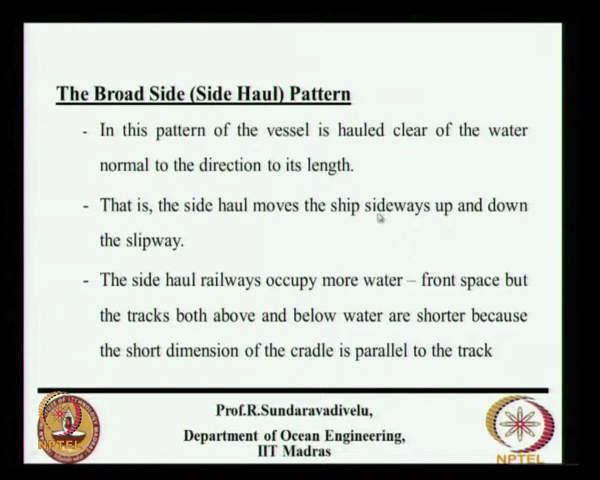 The Broad Side (Side Haul) Pattern
- In this pattern of the vessel is hauled clear of the water
normal to the direction to its length.
- That is, the side haul moves the ship sideways up and down
the slipway.
- The side haul railways occupy more water – front space but
the tracks both above and below water are shorter because
the short dimension of the cradle is parallel to the track
Prof.R.Sundaravadivelu,
Department of Ocean Engineering,
IIT Madras
NPTEL
NPTEL